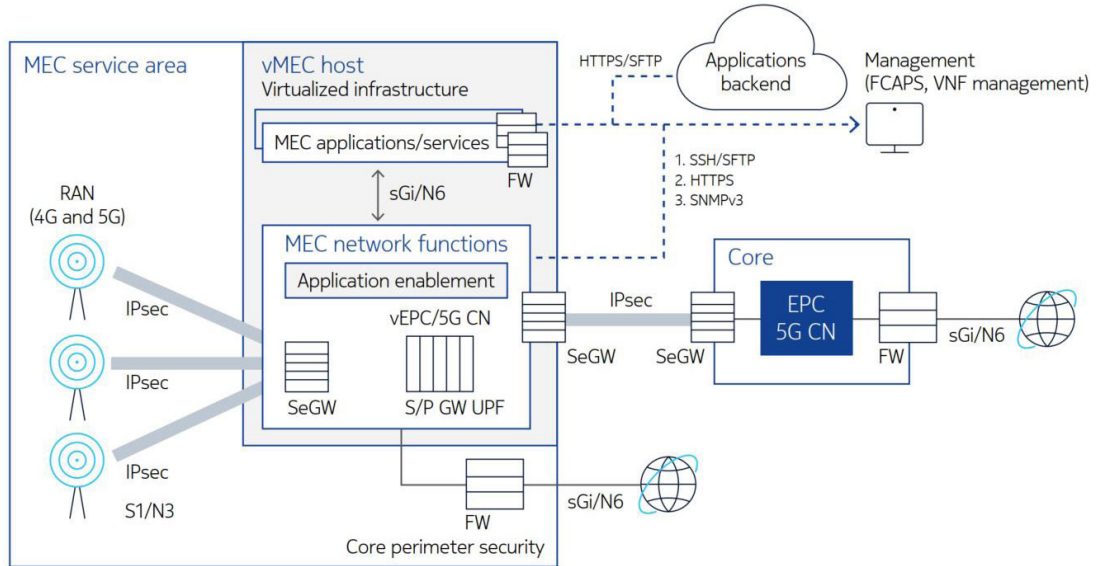 MEC service area
vMEC host
Virtualized infrastructure
MEC applications/services
FW
sGi/N6
HTTPS/SFTP
Applications
backend
Management
(FCAPS, VNF management)
1. SSH/SFTP
2. HTTPS
3. SNMPv3
RAN
(4G and 5G)
IPsec
IPsec
IPsec
S1/N3
MEC network functions
Application enablement
vEPC/5G CN
SeGW
S/P GW UPF
SeGW
IPsec
SeGW
Core
EPC
5G CN
FW
sGi/N6
FW
sGi/N6
Core perimeter security